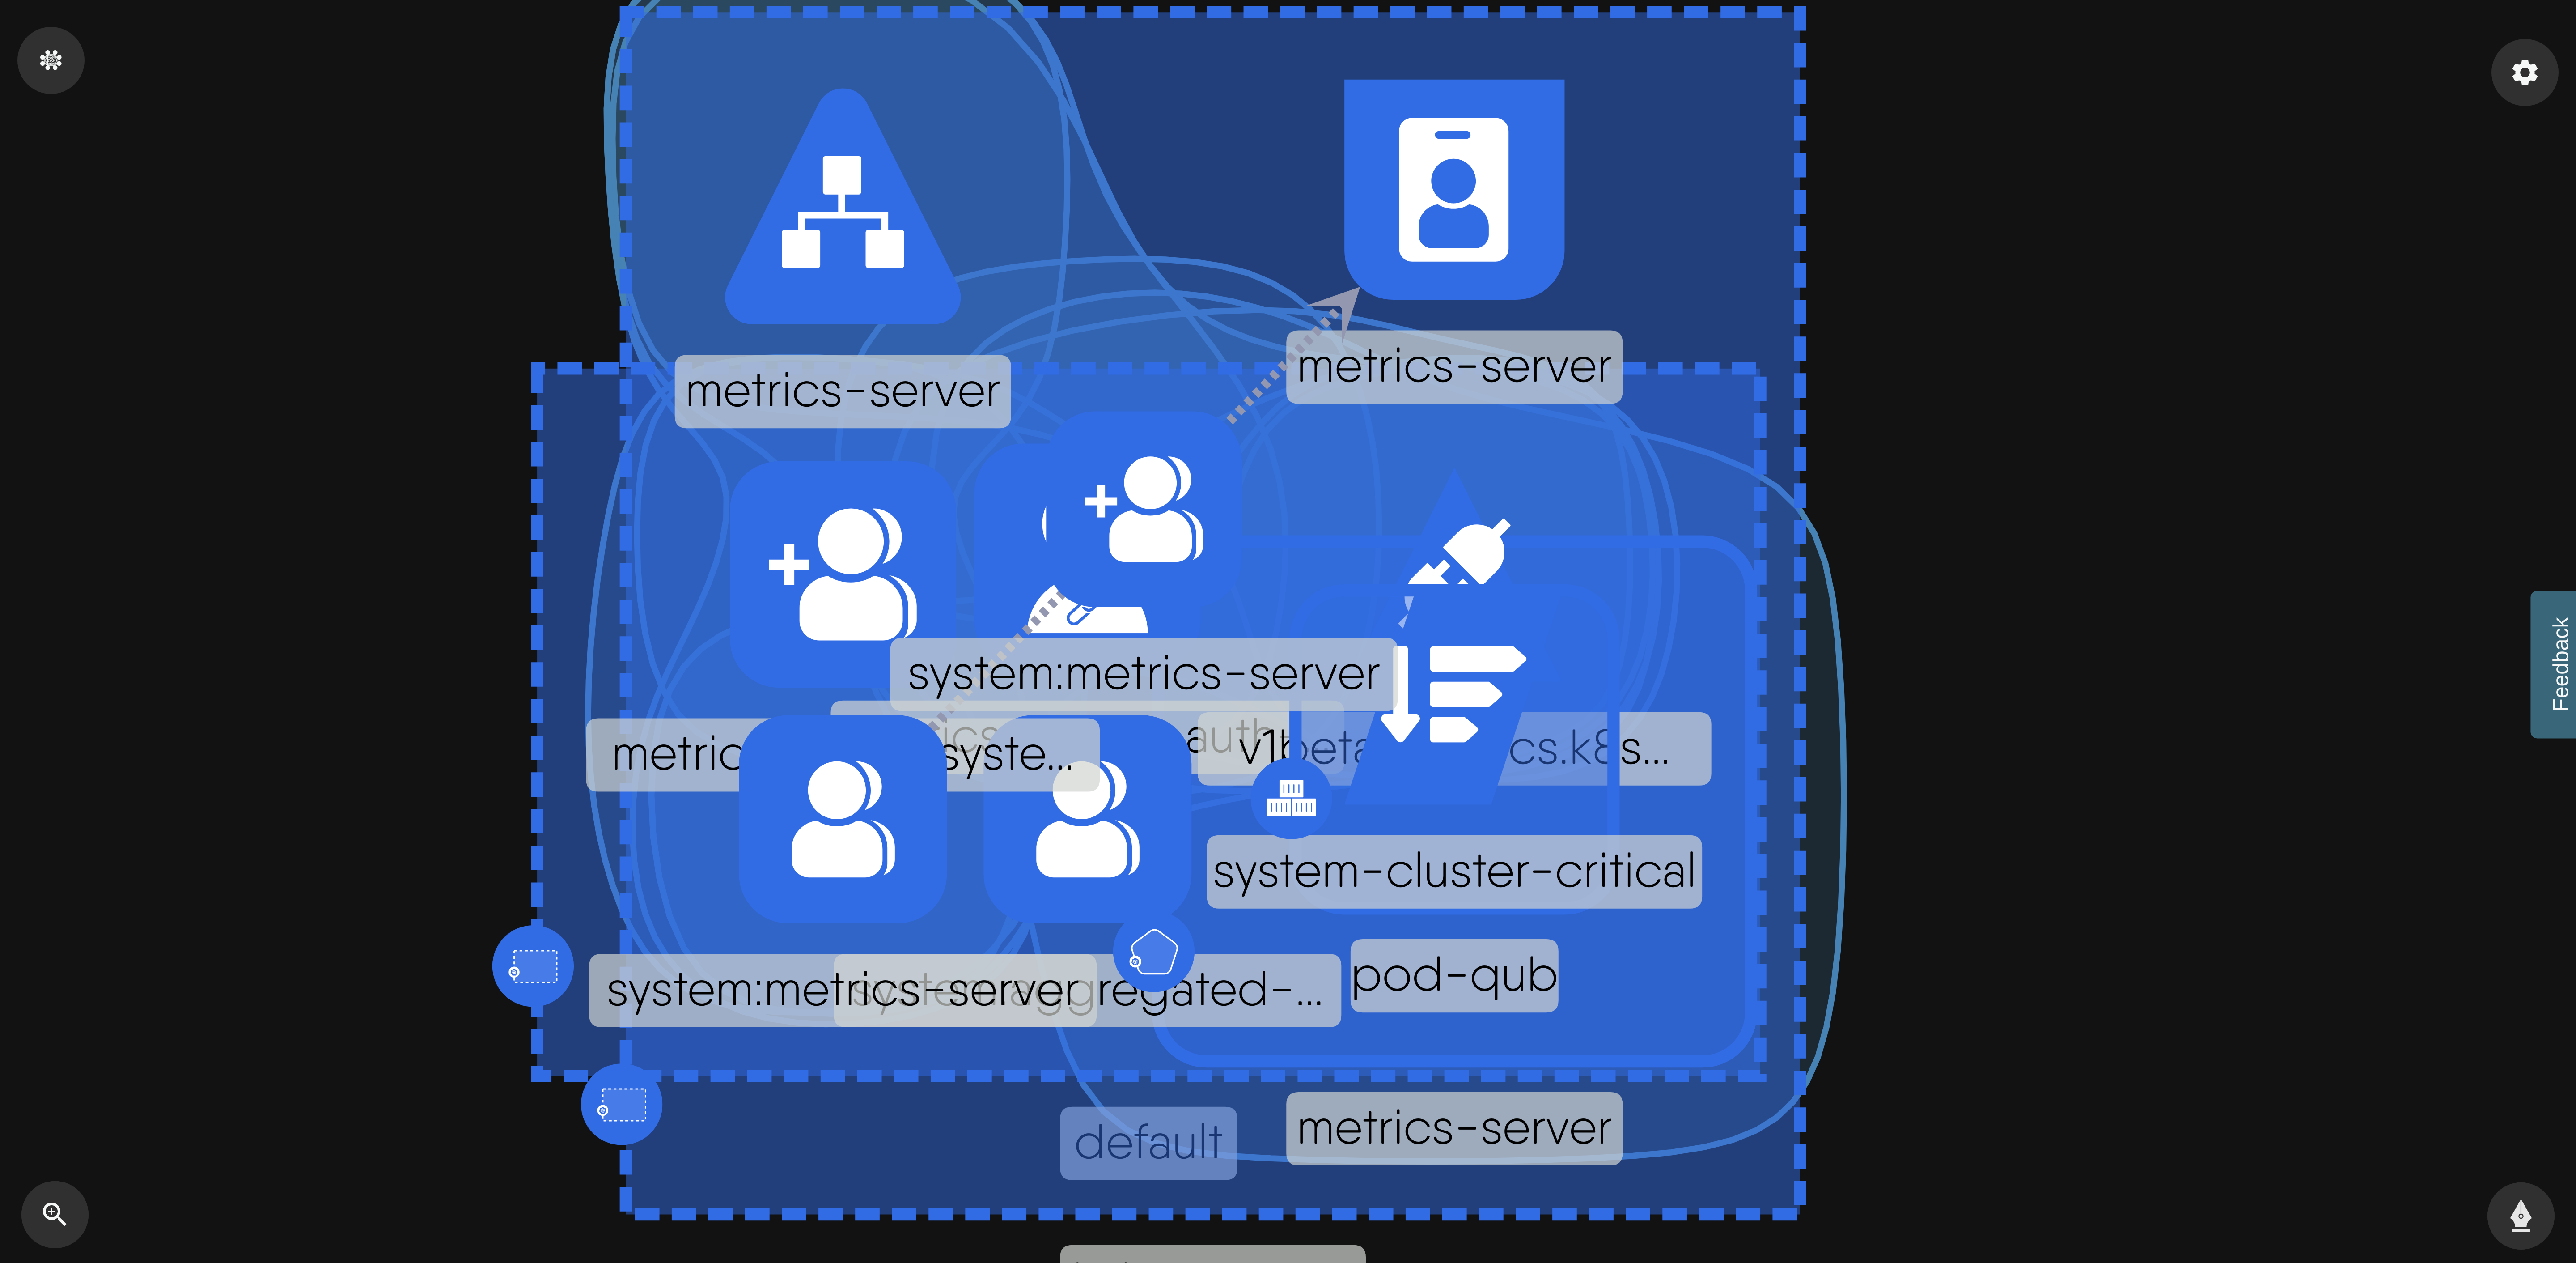 metrics-server
metrics-server
system:metrics-server
auth
metric
syste...
v1beta
cs.k8s...
system-cluster-critical
pod-qub
system:metrics-server
regated-...
default
metrics-server
Feedback